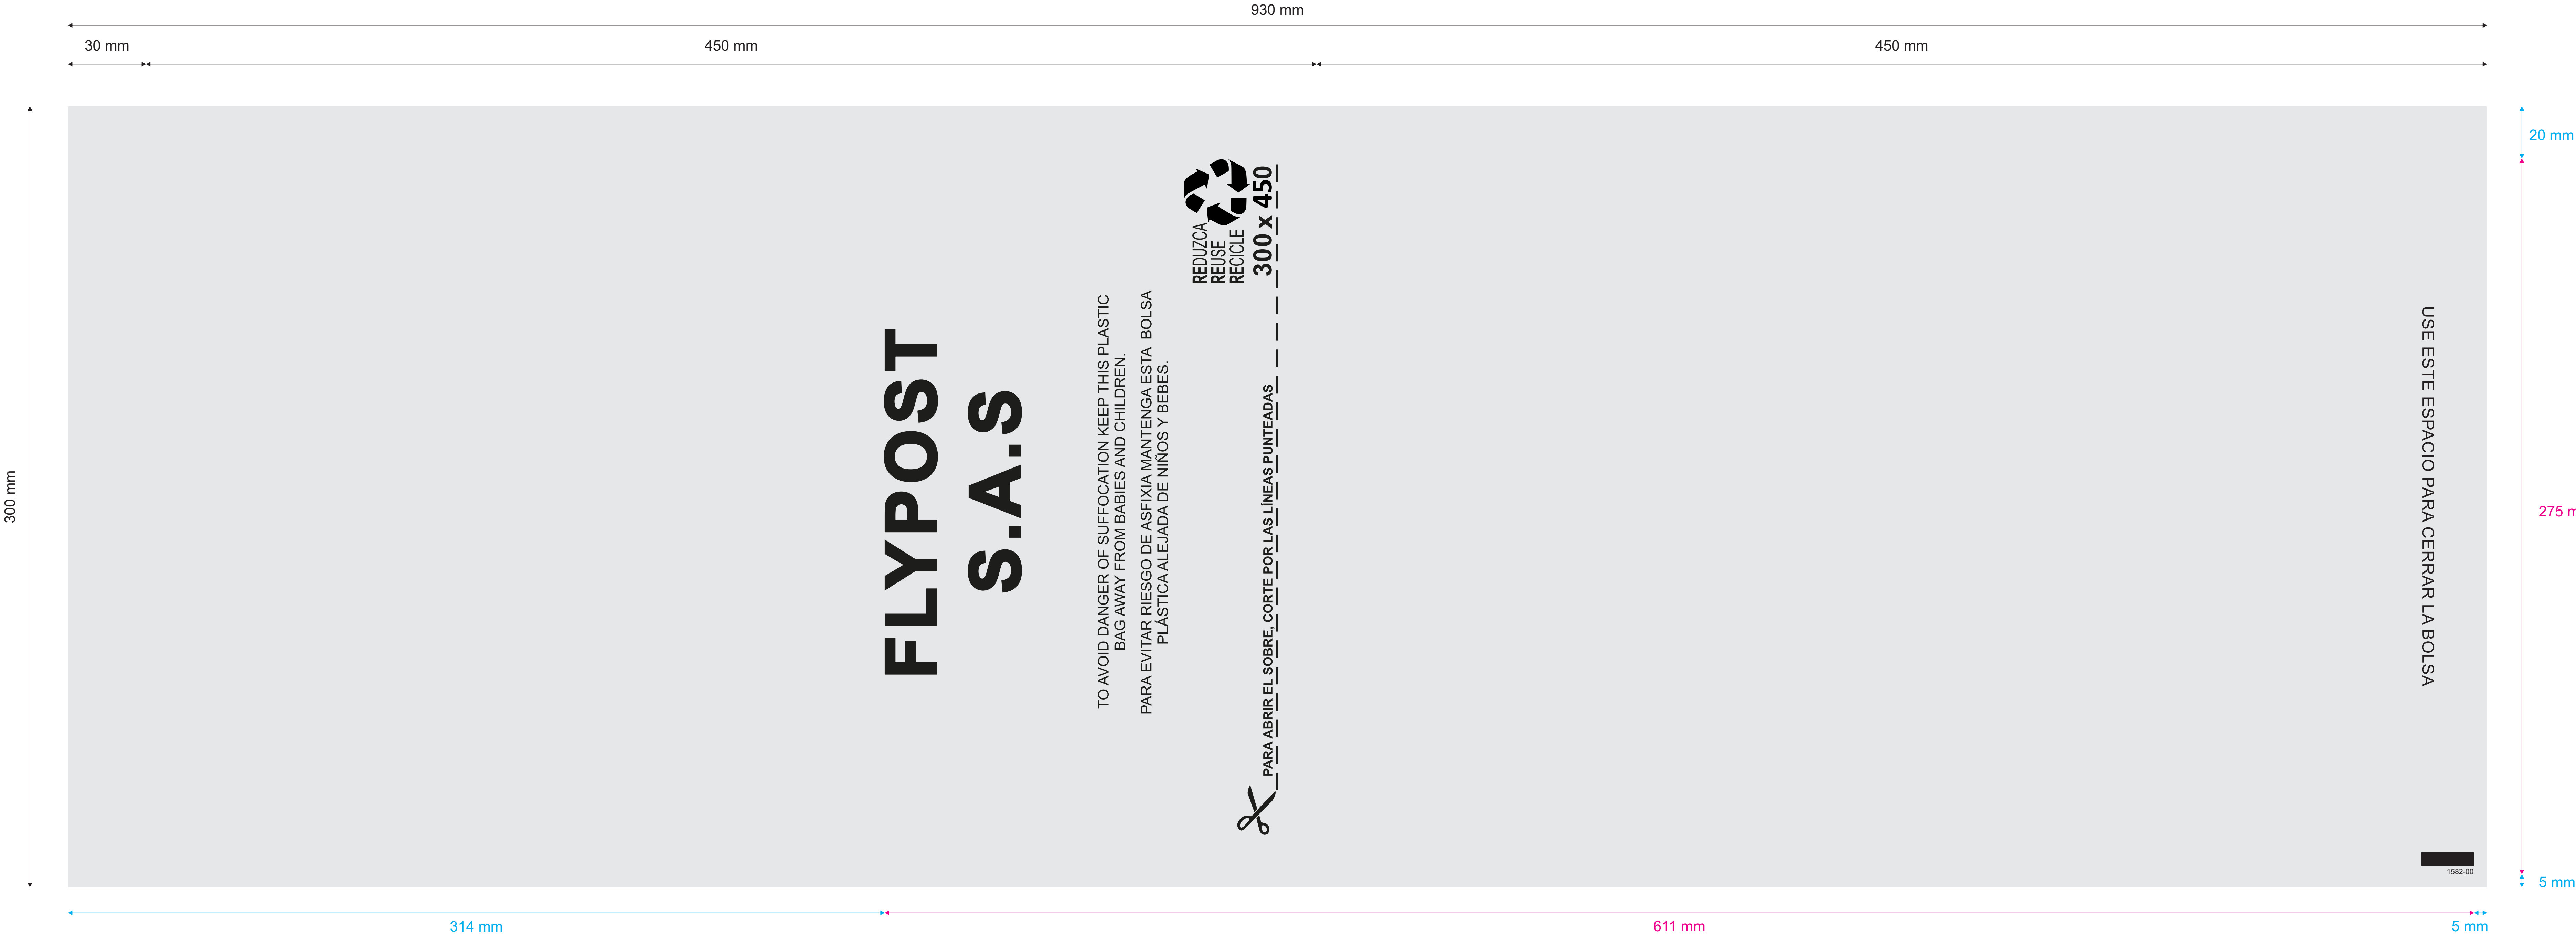 930 mm
30 mm
450 mm
450 mm
300 mm
FLYPOST
S.A.S
TO AVOID DANGER OF SUFFOCATION KEEP THIS PLASTIC
BAG AWAY FROM BABIES AND CHILDREN.
PARA EVITAR RIESGO DE ASFIXIA MANTENGA ESTA BOLSA
PLÁSTICA ALEJADA DE NIÑOS Y BEBES.
REDUZCA
REUSE
RECICLE
300 x 450
PARA ABRIR EL SOBRE, CORTE POR LAS LÍNEAS PUNTEADAS
USE ESTE ESPACIO PARA CERRAR LA BOLSA
1582-00
20 mm
275 m
5 mm
314 mm
611 mm
5 mm